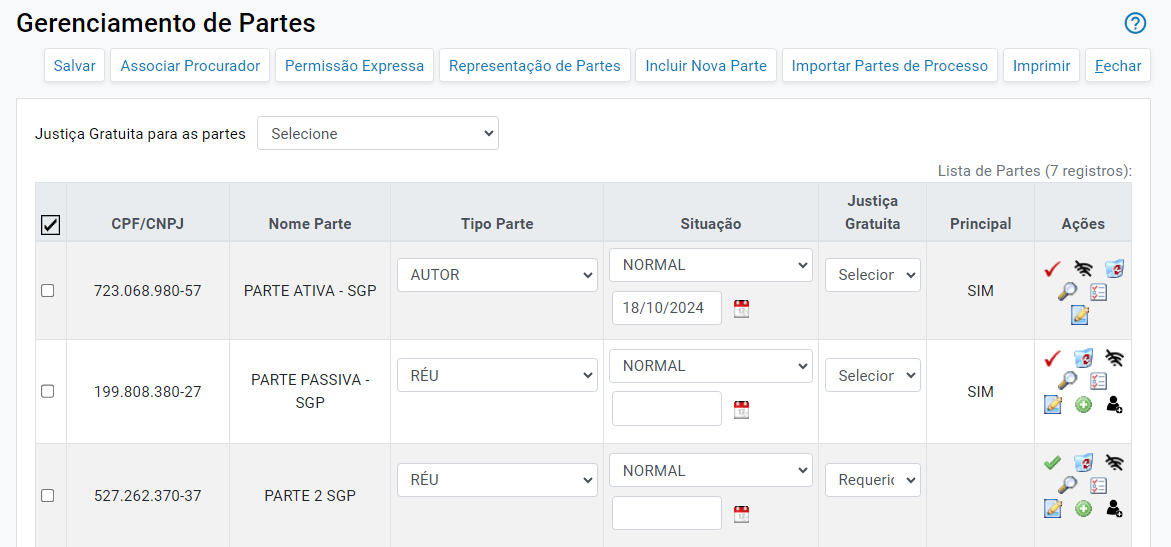 Gerenciamento de Partes
Salvar Associar Procurador Permissão Expressa Representação de Partes Incluir Nova Parte Importar Partes de Processo Imprimir Fechar
Justiça Gratuita para as partes Selecione
Lista de Partes (7 registros):
CPF/CNPJ Nome Parte Tipo Parte Situação Justiça Gratuita Principal Ações
723.068.980-57 PARTE ATIVA - SGP AUTOR NORMAL Selecior SIM
18/10/2024
199.808.380-27 PARTE PASSIVA - SGP RÉU NORMAL Selecior SIM
527.262.370-37 PARTE 2 SGP RÉU NORMAL Requeric